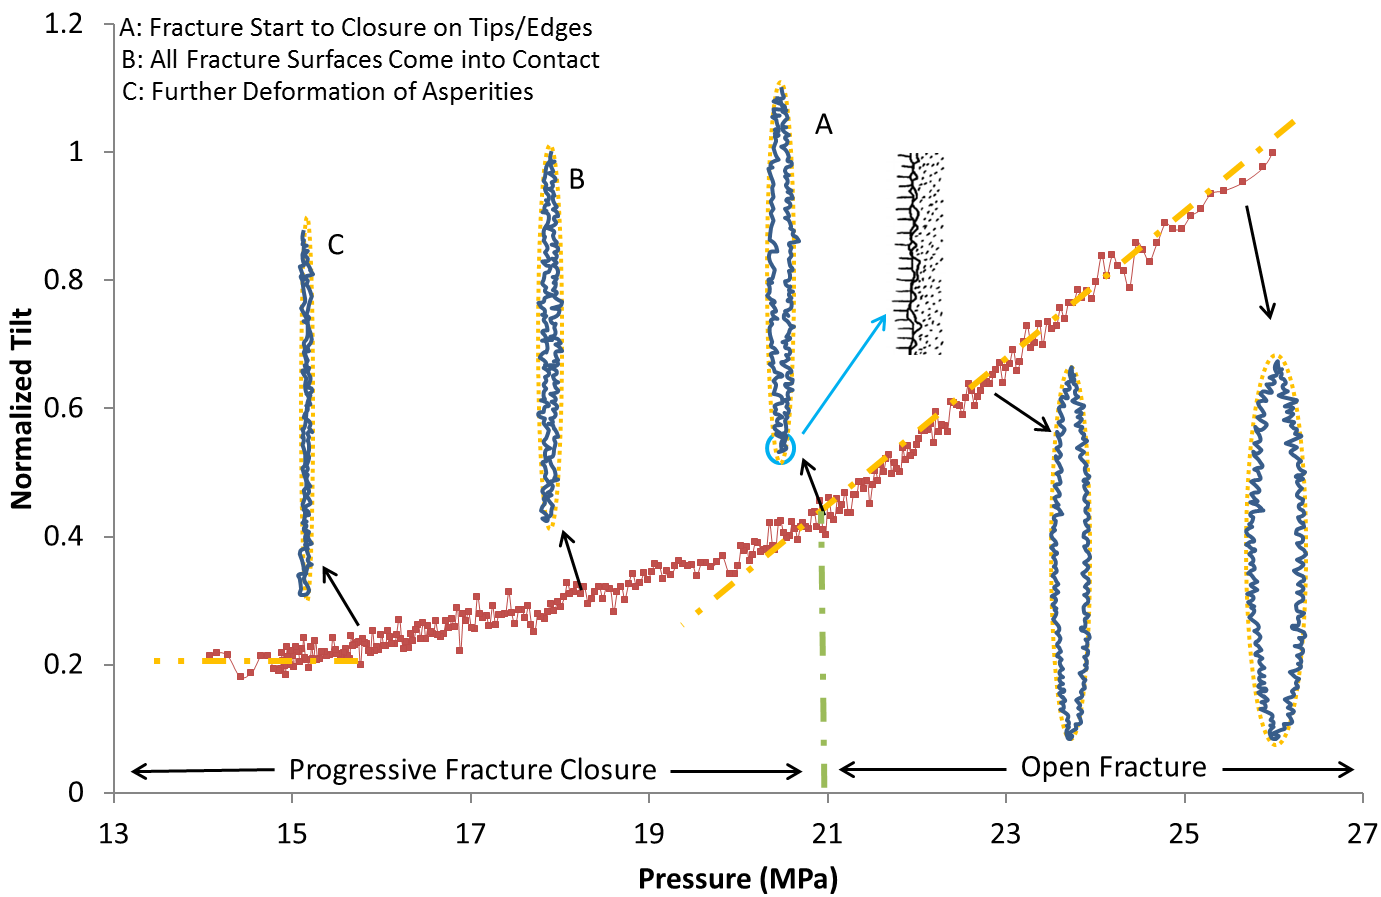 A: Fracture Start to Closure on Tips/Edges
B: All Fracture Surfaces Come into Contact
C: Further Deformation of Asperities
A
B
C
1.2
1
0.8
0.6
0.4
0.2
0
Normalized Tilt
Progressive Fracture Closure
Open Fracture
13
15
17
19
21
23
25
27
Pressure (MPa)